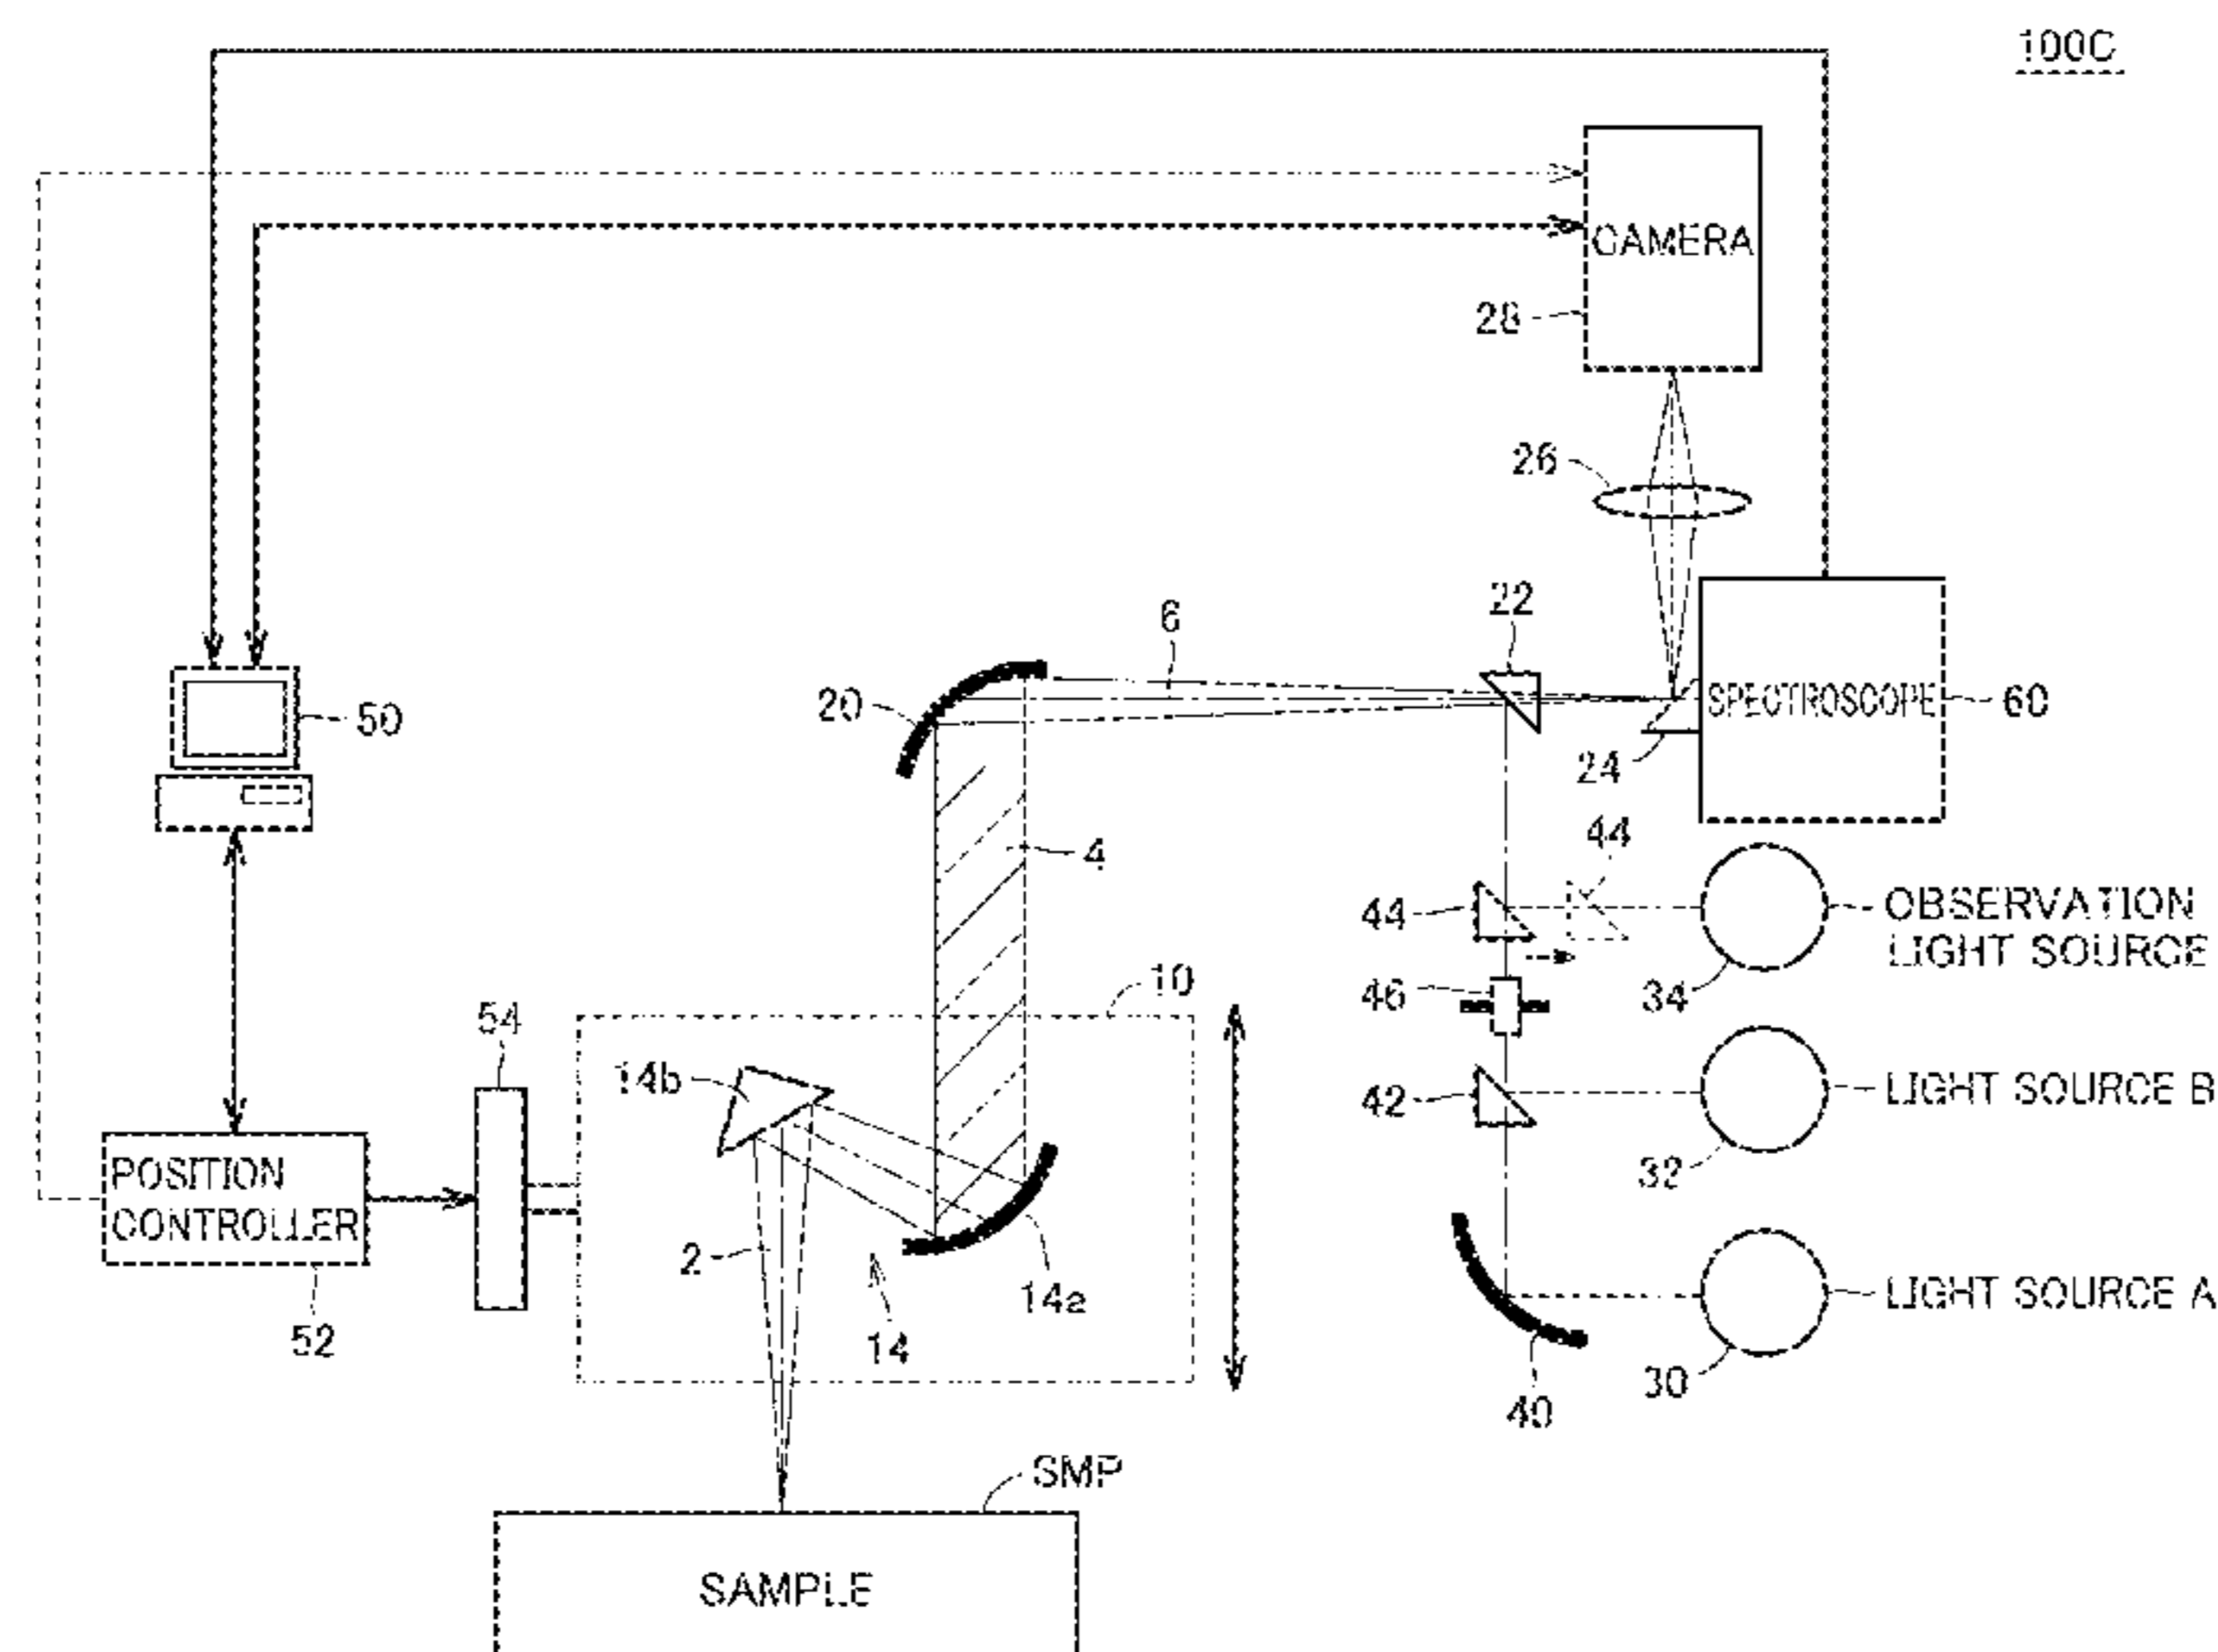 100C
CAMERA
28
26
22
6
20
SPECTROSCOPE
60
50
24
44
4
44
OBSERVATION
LIGHT SOURCE
34
10
46
54
14b
42
LIGHT SOURCE B
32
POSITION
CONTROLLER
2
14a
LIGHT SOURCE A
52
14
30
40
SMP
SAMPLE